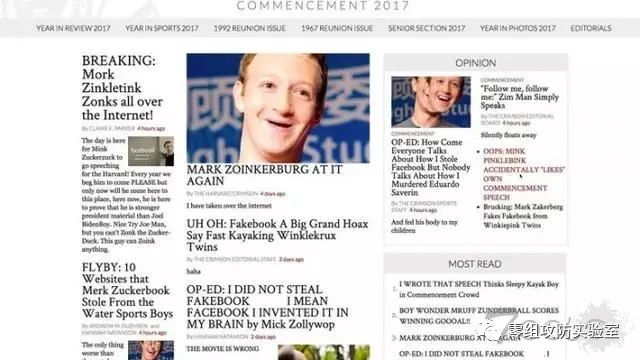 COMMENCEMENT 2017
YEAR IN REVIEW 2017 YEAR IN SPORTS 2017 1992 REUNION ISSUE 1967 REUNION ISSUE SENIOR SECTION 2017 YEAR IN PHOTOS 2017 EDITORIALS
BREAKING:
Mork
Zinkletink
Zonks all over
the Internet!
By CLAIRE E. PARKER 4 hours ago
The day is
here for Mink
Zuckerzuck to
go speeching
for the Harvard! Every year we
beg him to come PLEASE but
only now will he come here to
this place, here now, he is here
to prove that he is stronger
president material than Joel
BidenBoy. Nice Try Joe Man,
but you can't Zonk the Zucker-
Duck. This guy can Zoink
anything.
FLYBY: 10
Websites that
Merk Zuckerbook
Stole From the
Water Sports Boys
By ANDREW M. DUEHREN, and
HANNAH NATANSON 4 hours ago
The only thing
worse than
MARK ZOINKERBURG AT IT
AGAIN
By THE HARVARD CRIMSON 4 days ago
I have taken over the internet
UH OH: Fakebook A Big Grand Hoax
Say Fast Kayaking Winklekrux
Twins
By THE CRIMSON EDITORIAL STAFF 3 days ago
haha
OP-ED: I DID NOT STEAL
FAKEBOOK I MEAN
FACEBOOK I INVENTED IT IN
MY BRAIN by Mick Zollywop
By HANNAH NATANSON 3 days ago
THE MOVIE IS WRONG
OPINION
COMMENCEMENT
OP-ED: How Come
Everyone Talks
About How I Stole
Facebook But Nobody
Talks About How I
Murdered Eduardo
Saverin
By THE CRIMSON SPORTS
STAFF 4 hours ago
And fed his body to my
children
COMMENCEMENT
"Follow me, follow
me:" Zim Man Simply
Speaks
By THE CRIMSON EDITORIAL
BOARD 4 hours ago
Silently floats away
OOPS: MINK
PINKLEBINK
ACCIDENTALLY "LIKES"
OWN
COMMENCEMENT
SPEECH
Brucking: Mark Zakerberg
Fakes Fakebook from
Winkiepink Twins
MOST READ
1. I WROTE THAT SPEECH Thinks Sleepy Kayak Boy
in Commencement Crowd
2. BOY WONDER MRUFF ZUNDERBALL SCORES
WINNING GOOOAL!!
3. MARK ZOINKERBURG AT IT AGAIN
OP-ED: I DID NOT STEAL FAKEBOOK I